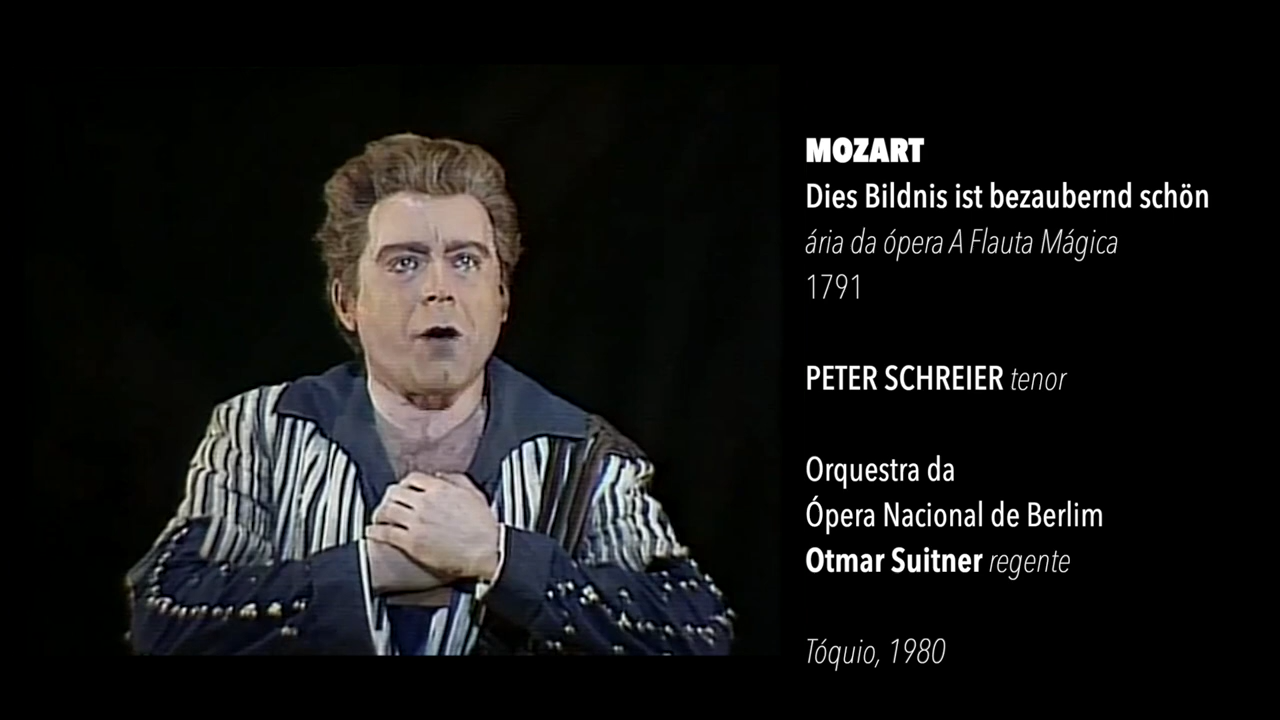 MOZART
Dies Bildnis ist bezaubernd schön
ária da ópera A Flauta Mágica
1791
PETER SCHREIER tenor
Orquestra da
Ópera Nacional de Berlim
Otmar Suitner regente
Tóquio, 1980